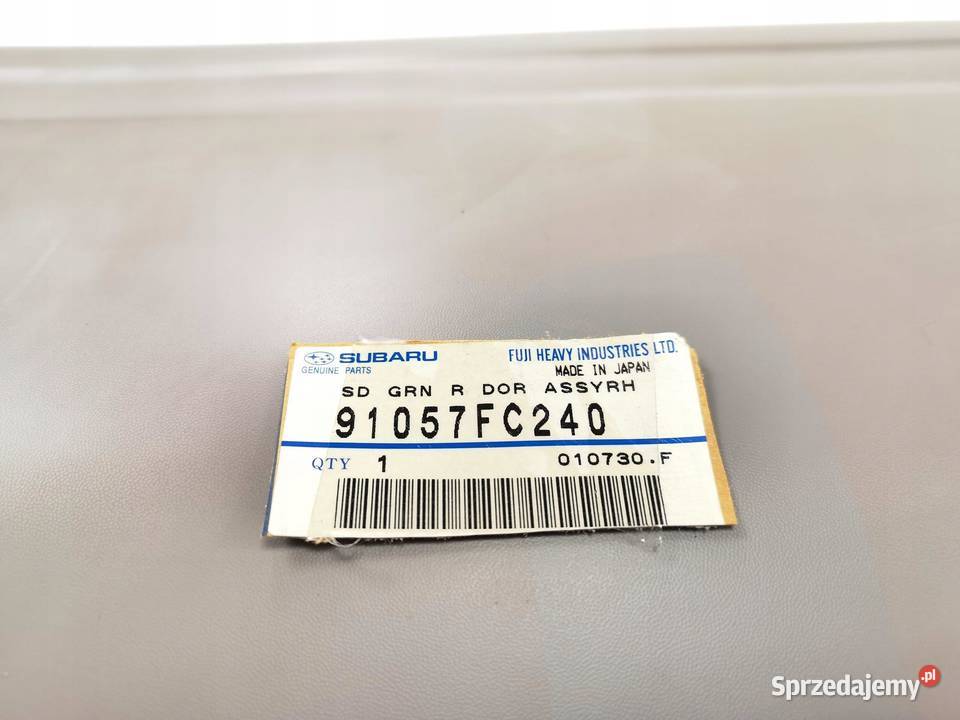 SUBARU FUJI HEAVY INDUSTRIES LTD.
GENUINE PARTS MADE IN JAPAN
SD GRN R DOR ASSYRH
91057FC240
QTY 1 010730.F
Sprzedajemy.pl